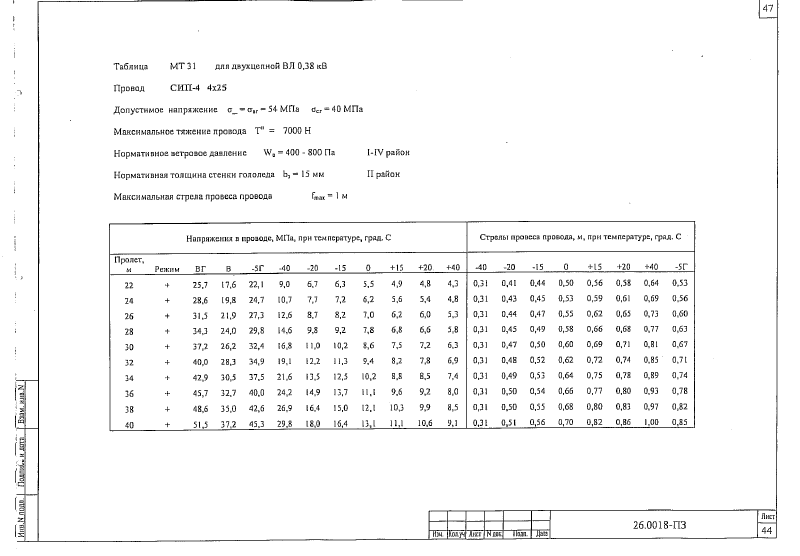 47
Таблица МТ 31 для двухцепной ВЛ 0,38 кВ
Провод СИП-4 4x25
Допустимое напряжение σ_ = σвг = 54 МПа σсг = 40 МПа
Максимальное тяжение провода Tп = 7000 Н
Нормативное ветровое давление W0 = 400 - 800 Па I-IV район
Нормативная толщина стенки гололеда bэ = 15 мм II район
Максимальная стрела провеса провода fmax = 1 м
Напряжения в проводе, МПа, при температуре, град. С Стрелы провеса провода, м, при температуре, град. С
Пролет,
м Режим ВГ В -5Г -40 -20 -15 0 +15 +20 +40 -40 -20 -15 0 +15 +20 +40 -5Г
22 + 25,7 17,6 22,1 9,0 6,7 6,3 5,5 4,9 4,8 4,3 0,31 0,41 0,44 0,50 0,56 0,58 0,64 0,53
24 + 28,6 19,8 24,7 10,7 7,7 7,2 6,2 5,6 5,4 4,8 0,31 0,43 0,45 0,53 0,59 0,61 0,69 0,56
26 + 31,5 21,9 27,3 12,6 8,7 8,2 7,0 6,2 6,0 5,3 0,31 0,44 0,47 0,55 0,62 0,65 0,73 0,60
28 + 34,3 24,0 29,8 14,6 9,8 9,2 7,8 6,8 6,6 5,8 0,31 0,45 0,49 0,58 0,66 0,68 0,77 0,63
30 + 37,2 26,2 32,4 16,8 11,0 10,2 8,6 7,5 7,2 6,3 0,31 0,47 0,50 0,60 0,69 0,71 0,81 0,67
32 + 40,0 28,3 34,9 19,1 12,2 11,3 9,4 8,2 7,8 6,9 0,31 0,48 0,52 0,62 0,72 0,74 0,85 0,71
34 + 42,9 30,5 37,5 21,6 13,5 12,5 10,2 8,8 8,5 7,4 0,31 0,49 0,53 0,64 0,75 0,78 0,89 0,74
36 + 45,7 32,7 40,0 24,2 14,9 13,7 11,1 9,6 9,2 8,0 0,31 0,50 0,54 0,66 0,77 0,80 0,93 0,78
38 + 48,6 35,0 42,6 26,9 16,4 15,0 12,1 10,3 9,9 8,5 0,31 0,50 0,55 0,68 0,80 0,83 0,97 0,82
40 + 51,5 37,2 45,3 29,8 18,0 16,4 13,1 11,1 10,6 9,1 0,31 0,51 0,56 0,70 0,82 0,86 1,00 0,85
Взам. инв. N
Подпись и дата
Инв. N подл.
Изм. Кол.уч Лист N док. Подп. Дата
26.0018-ПЗ
Лист
44